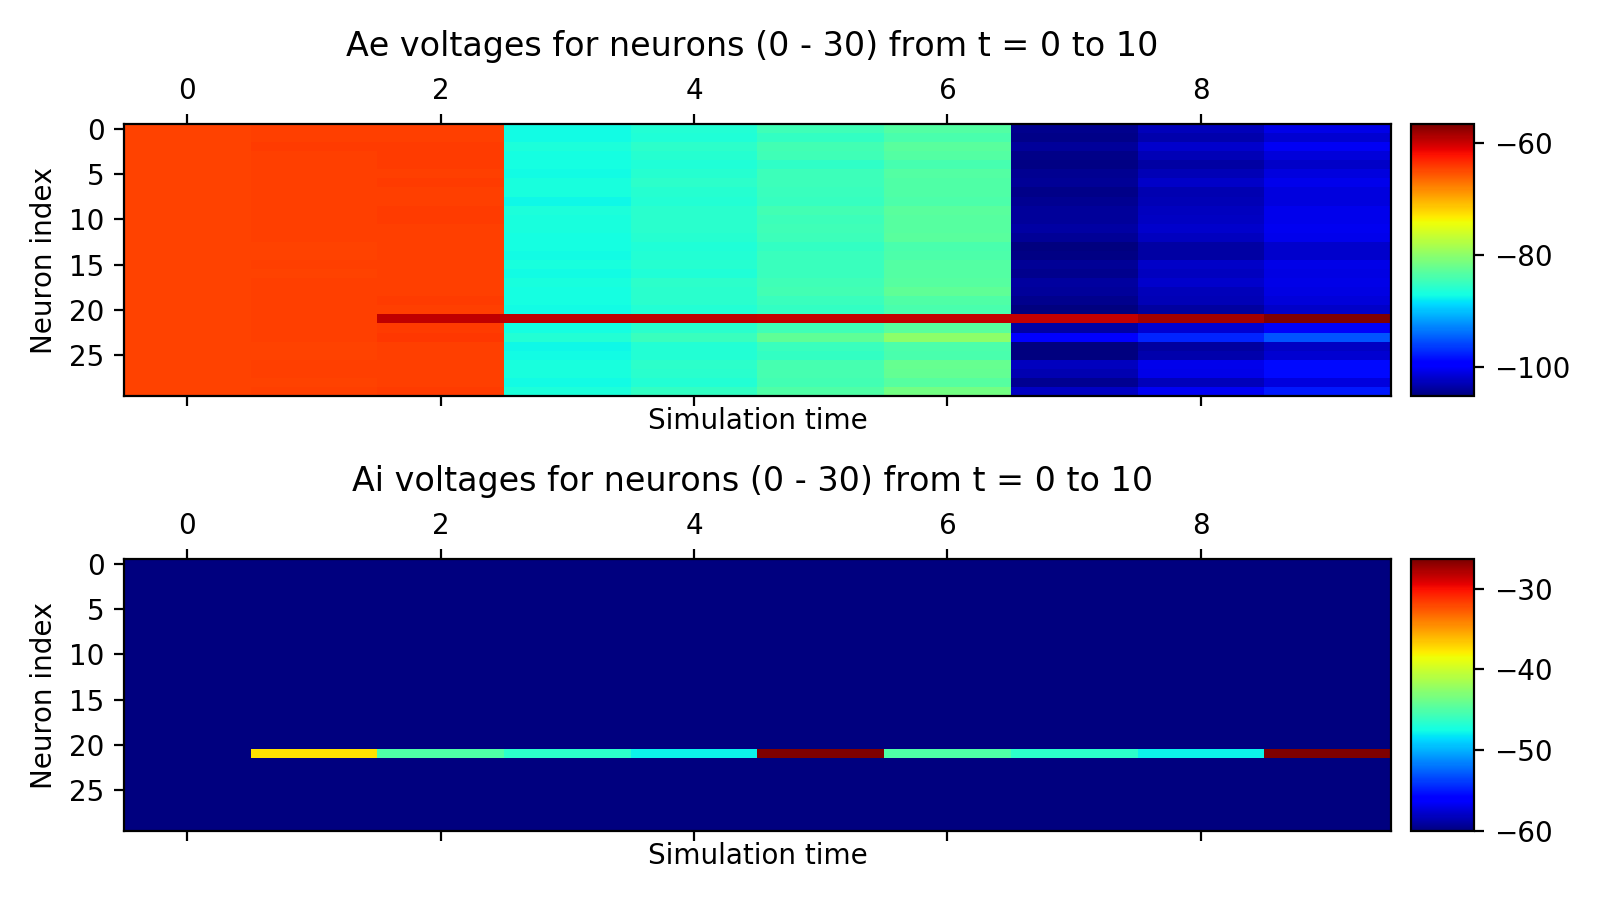 Ae voltages for neurons (0 - 30) from t = 0 to 10
0 2 4 6 8
Neuron index
0
5
10
15
20
25
−60
−80
−100
Simulation time
Ai voltages for neurons (0 - 30) from t = 0 to 10
0 2 4 6 8
Neuron index
0
5
10
15
20
25
−30
−40
−50
−60
Simulation time